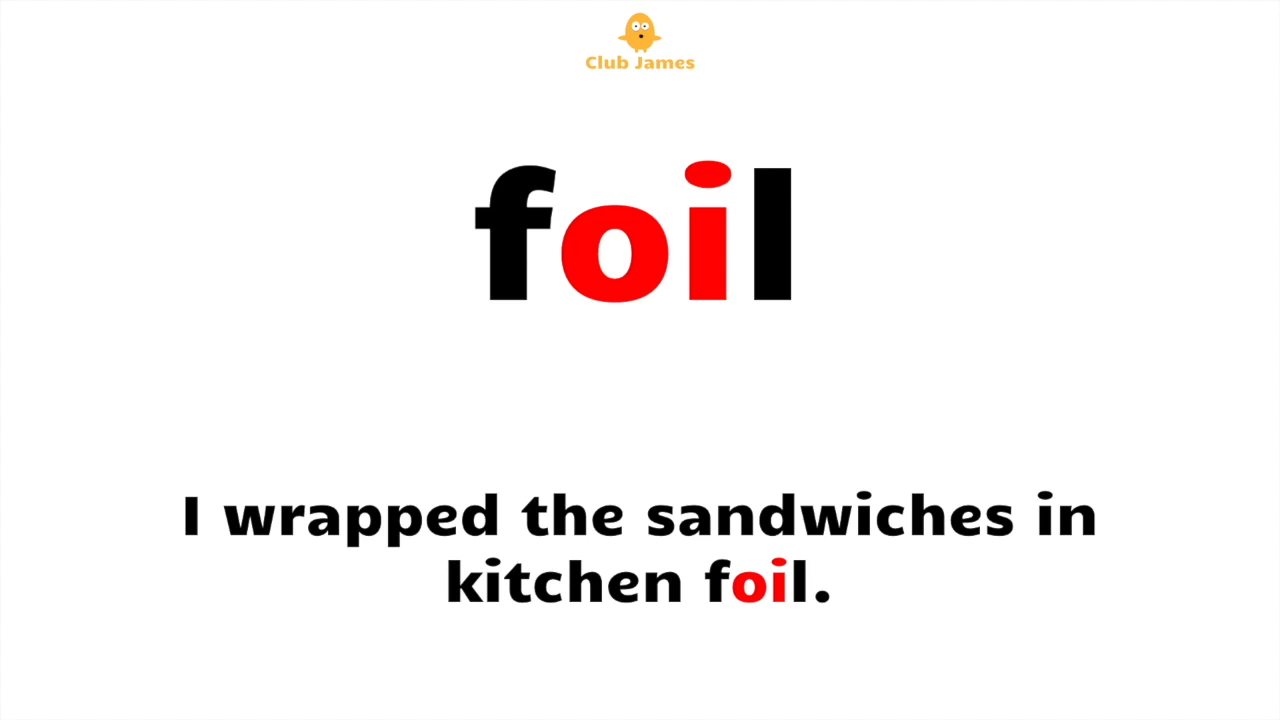 Club James
foil
I wrapped the sandwiches in
kitchen foil.